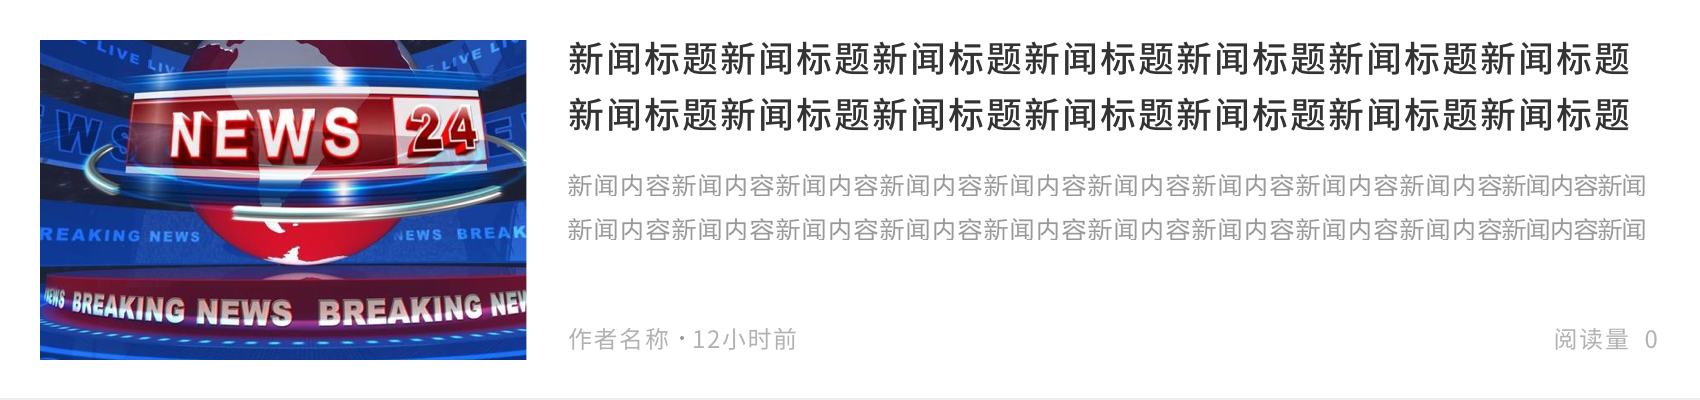 LIVE
NEWS 24
REAKING NEWS
NEWS BREAK
NEWS BREAKING NEWS BREAKING NEW
新闻标题新闻标题新闻标题新闻标题新闻标题新闻标题新闻标题
新闻标题新闻标题新闻标题新闻标题新闻标题新闻标题新闻标题
新闻内容新闻内容新闻内容新闻内容新闻内容新闻内容新闻内容新闻内容新闻内容新闻内容新闻
新闻内容新闻内容新闻内容新闻内容新闻内容新闻内容新闻内容新闻内容新闻内容新闻内容新闻
作者名称 · 12小时前
阅读量 0